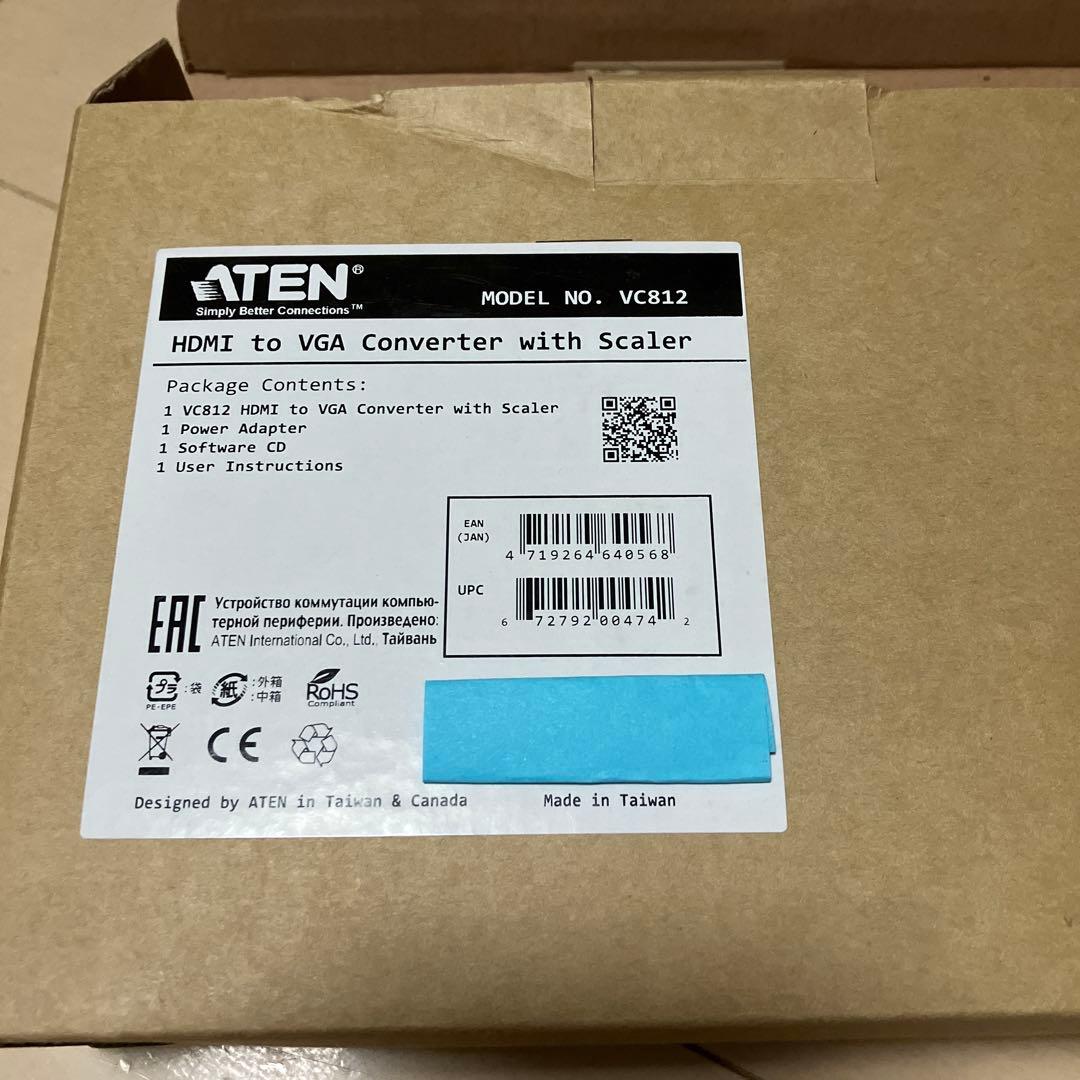 ATEN®
Simply Better Connections™
MODEL NO. VC812
HDMI to VGA Converter with Scaler
Package Contents:
1 VC812 HDMI to VGA Converter with Scaler
1 Power Adapter
1 Software CD
1 User Instructions
EAN
(JAN)
4 719264 640568
UPC
6 72792 00474 2
EAC
Устройство коммутации компью-
терной периферии. Произведено:
ATEN International Co., Ltd., Тайвань
プラ :袋
PE·EPE
紙 :外箱
:中箱
RoHS
Compliant
CE
Designed by ATEN in Taiwan & Canada
Made in Taiwan